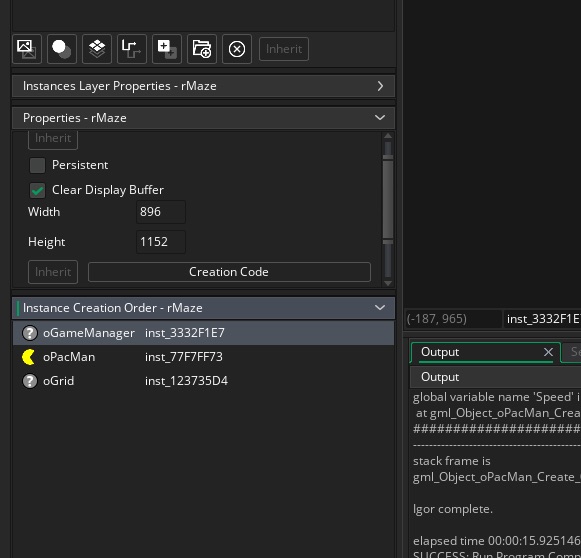 Inherit
Instances Layer Properties - rMaze
Properties - rMaze
Inherit
Persistent
Clear Display Buffer
Width 896
Height 1152
Inherit Creation Code
Instance Creation Order - rMaze
oGameManager inst_3332F1E7
oPacMan inst_77F7FF73
oGrid inst_123735D4
(-187, 965) inst_3332F1E
Output
Output
global variable name 'Speed' i
at gml_Object_oPacMan_Crea
######################
stack frame is
gml_Object_oPacMan_Create_
Igor complete.
elapsed time 00:00:15.925146
SUCCESS: Run Program Comp